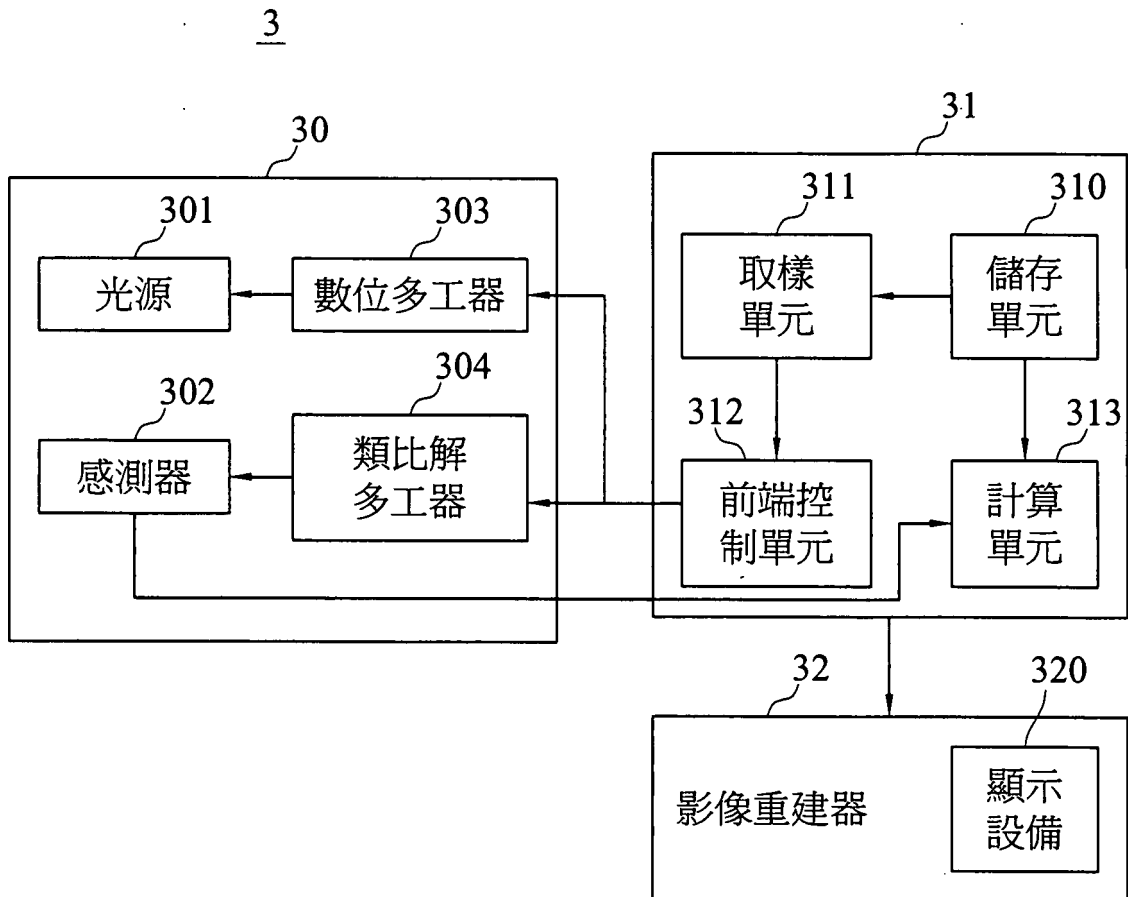 3
30
301
光源
303
數位多工器
302
感測器
304
類比解
多工器
31
311
取樣
單元
310
儲存
單元
312
前端控
制單元
313
計算
單元
32
影像重建器
320
顯示
設備